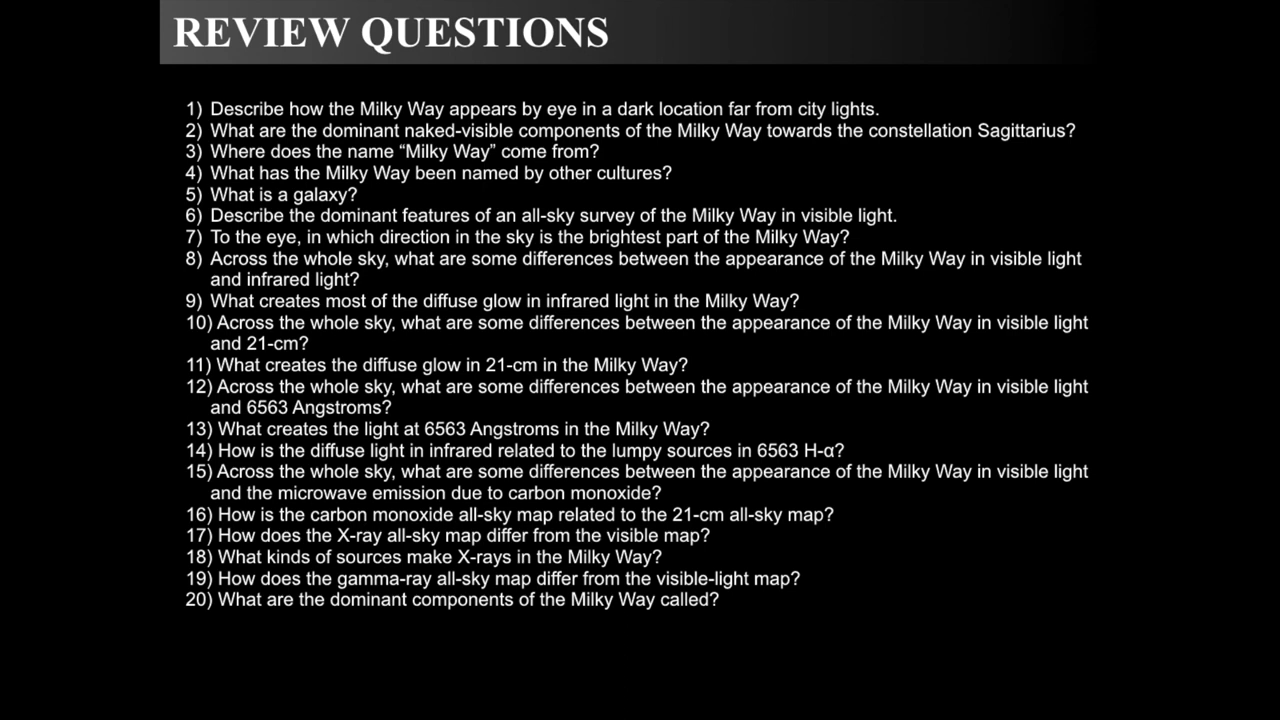 REVIEW QUESTIONS
1) Describe how the Milky Way appears by eye in a dark location far from city lights.
2) What are the dominant naked-visible components of the Milky Way towards the constellation Sagittarius?
3) Where does the name “Milky Way” come from?
4) What has the Milky Way been named by other cultures?
5) What is a galaxy?
6) Describe the dominant features of an all-sky survey of the Milky Way in visible light.
7) To the eye, in which direction in the sky is the brightest part of the Milky Way?
8) Across the whole sky, what are some differences between the appearance of the Milky Way in visible light
and infrared light?
9) What creates most of the diffuse glow in infrared light in the Milky Way?
10) Across the whole sky, what are some differences between the appearance of the Milky Way in visible light
and 21-cm?
11) What creates the diffuse glow in 21-cm in the Milky Way?
12) Across the whole sky, what are some differences between the appearance of the Milky Way in visible light
and 6563 Angstroms?
13) What creates the light at 6563 Angstroms in the Milky Way?
14) How is the diffuse light in infrared related to the lumpy sources in 6563 H-α?
15) Across the whole sky, what are some differences between the appearance of the Milky Way in visible light
and the microwave emission due to carbon monoxide?
16) How is the carbon monoxide all-sky map related to the 21-cm all-sky map?
17) How does the X-ray all-sky map differ from the visible map?
18) What kinds of sources make X-rays in the Milky Way?
19) How does the gamma-ray all-sky map differ from the visible-light map?
20) What are the dominant components of the Milky Way called?